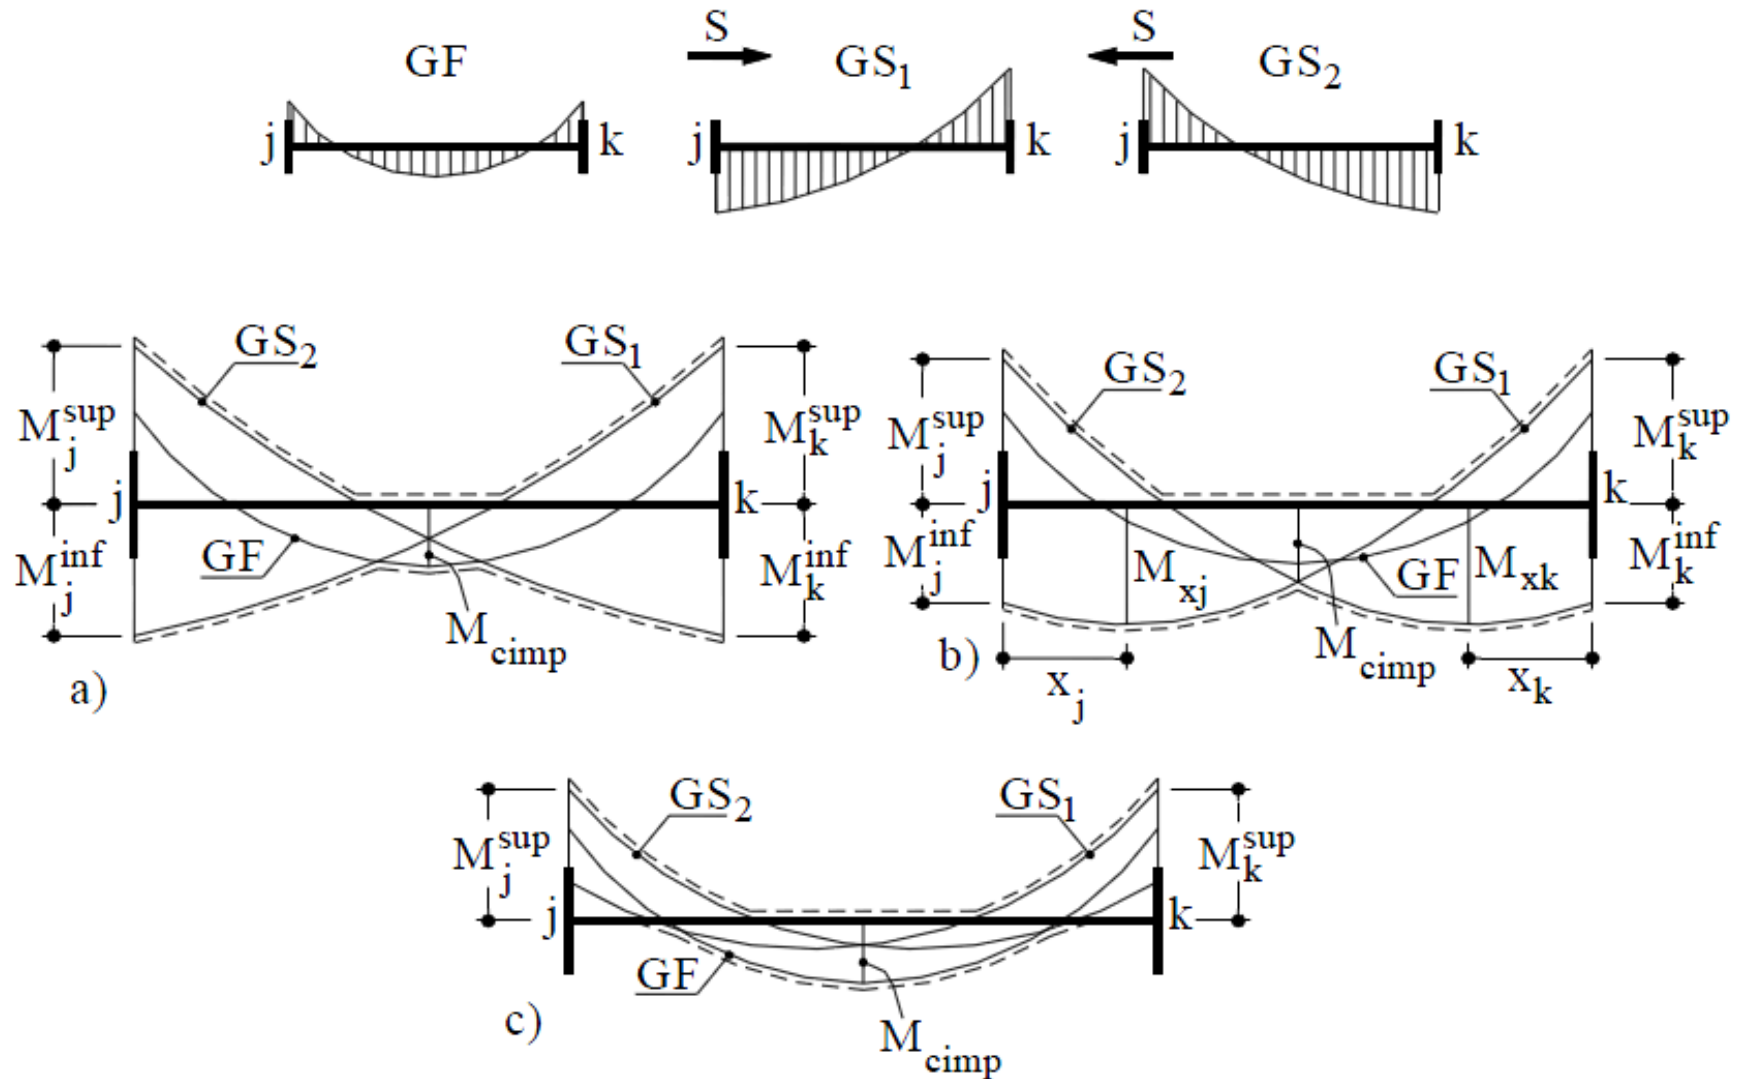 S S
GF GS₁ GS₂
j k j k j k
GS₂ GS₁
M_j^sup M_k^sup
j k
M_j^inf GF M_k^inf
M_cimp
a)
GS₂ GS₁
M_j^sup M_k^sup
j k
M_j^inf M_xj GF M_xk M_k^inf
M_cimp
b)
x_j x_k
GS₂ GS₁
M_j^sup M_k^sup
j k
GF
M_cimp
c)